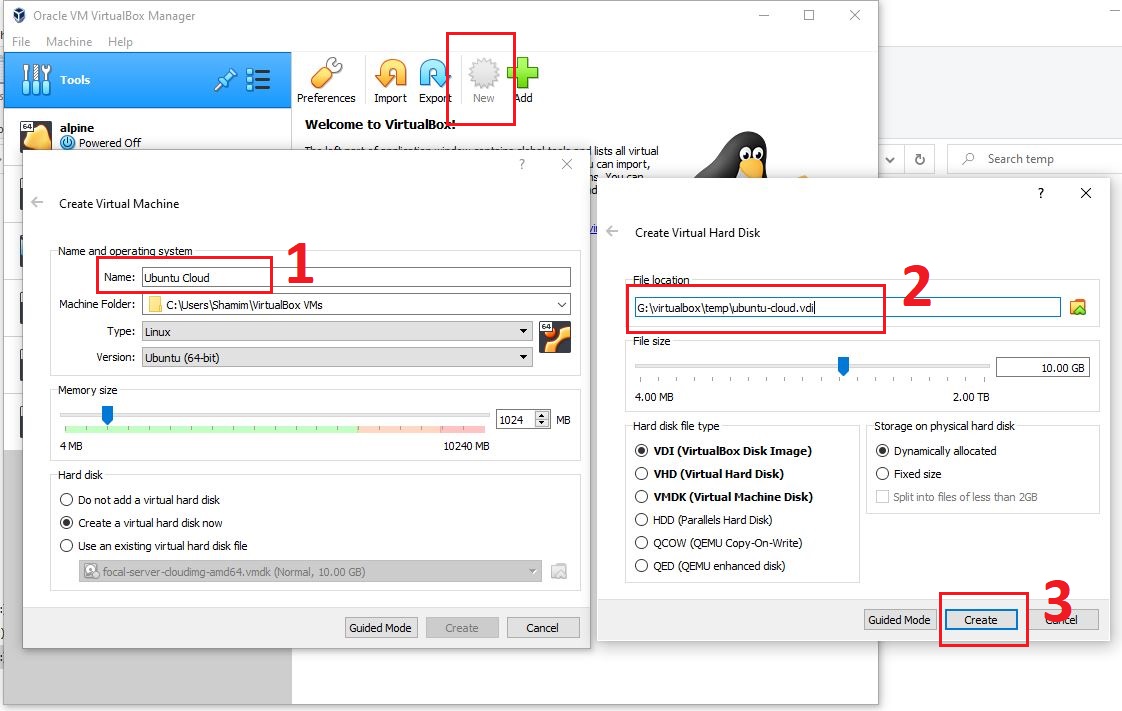 Oracle VM VirtualBox Manager
File Machine Help
Tools
Preferences Import Export New Add
64
alpine
Powered Off
Welcome to VirtualBox!
The left part of application window contains global tools and lists all virtual
u can import,
ns. You can
Search temp
?
Create Virtual Machine
Name and operating system
Name: Ubuntu Cloud
1
Machine Folder: C:\Users\Shamim\VirtualBox VMs
Type: Linux
64
Version: Ubuntu (64-bit)
Memory size
1024 MB
4 MB 10240 MB
Hard disk
Do not add a virtual hard disk
Create a virtual hard disk now
Use an existing virtual hard disk file
focal-server-cloudimg-amd64.vmdk (Normal, 10.00 GB)
Guided Mode Create Cancel
?
Create Virtual Hard Disk
File location
G:\virtualbox\temp\ubuntu-cloud.vdi
2
File size
10.00 GB
4.00 MB 2.00 TB
Hard disk file type
VDI (VirtualBox Disk Image)
VHD (Virtual Hard Disk)
VMDK (Virtual Machine Disk)
HDD (Parallels Hard Disk)
QCOW (QEMU Copy-On-Write)
QED (QEMU enhanced disk)
Storage on physical hard disk
Dynamically allocated
Fixed size
Split into files of less than 2GB
Guided Mode Create Cancel
3